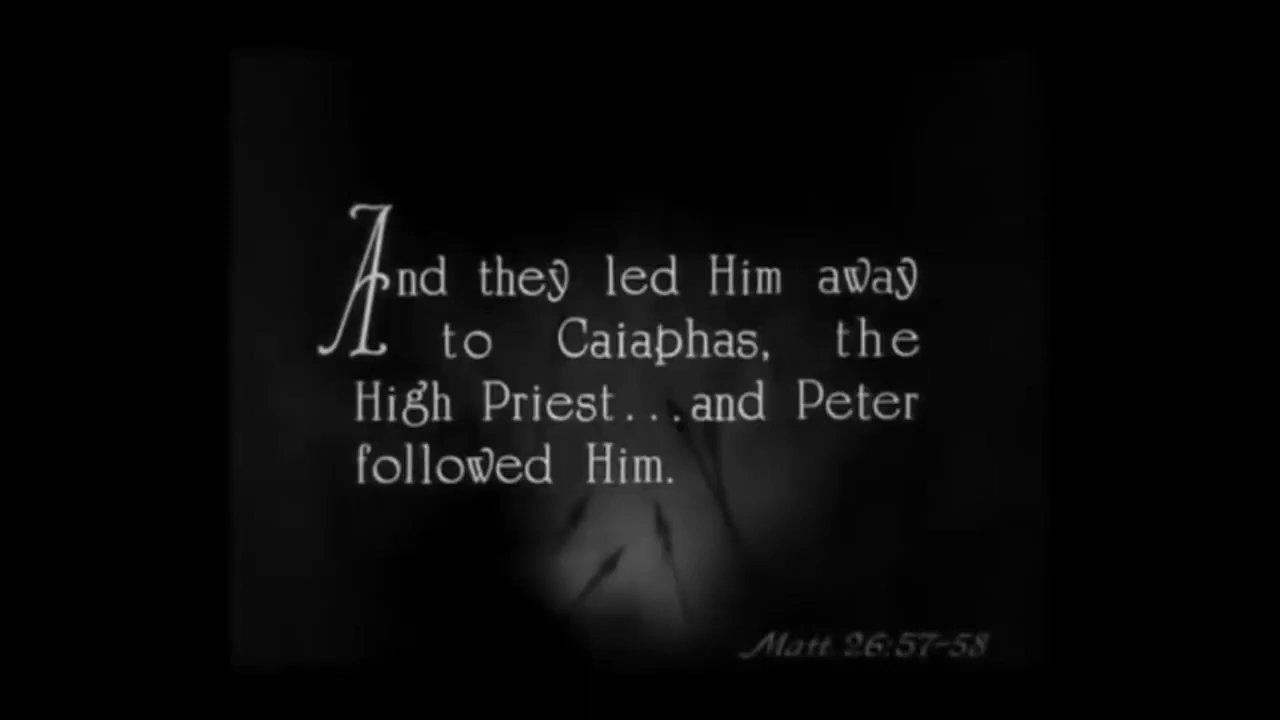 And they led Him away
to Caiaphas, the
High Priest...and Peter
followed Him.
Matt. 26:57-58